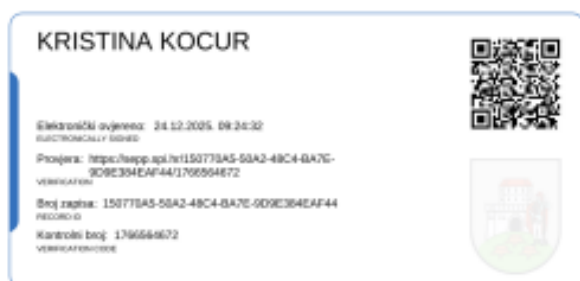 KRISTINA KOCUR
Elektronički ovjereno: 24.12.2025. 09:24:32
ELECTRONICALLY SIGNED
Provjera: https://sepp.spi.hr/150770A5-50A2-48C4-BA7E-
9D9E384EAF44/1766564672
VERIFICATION
Broj zapisa: 150770A5-50A2-48C4-BA7E-9D9E384EAF44
RECORD ID
Kontrolni broj: 1766564672
VERIFICATION CODE